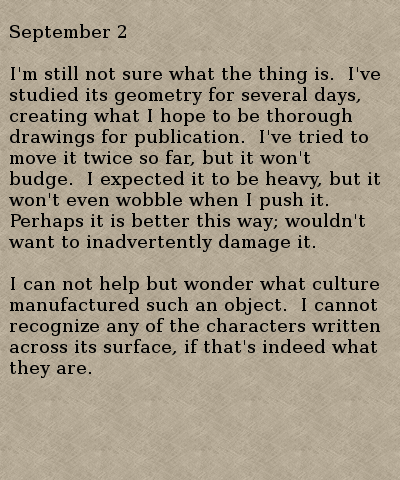 September 2
I'm still not sure what the thing is.  I've
studied its geometry for several days,
creating what I hope to be thorough
drawings for publication.  I've tried to
move it twice so far, but it won't
budge.  I expected it to be heavy, but it
won't even wobble when I push it.
Perhaps it is better this way; wouldn't
want to inadvertently damage it.
I can not help but wonder what culture
manufactured such an object.  I cannot
recognize any of the characters written
across its surface, if that's indeed what
they are.